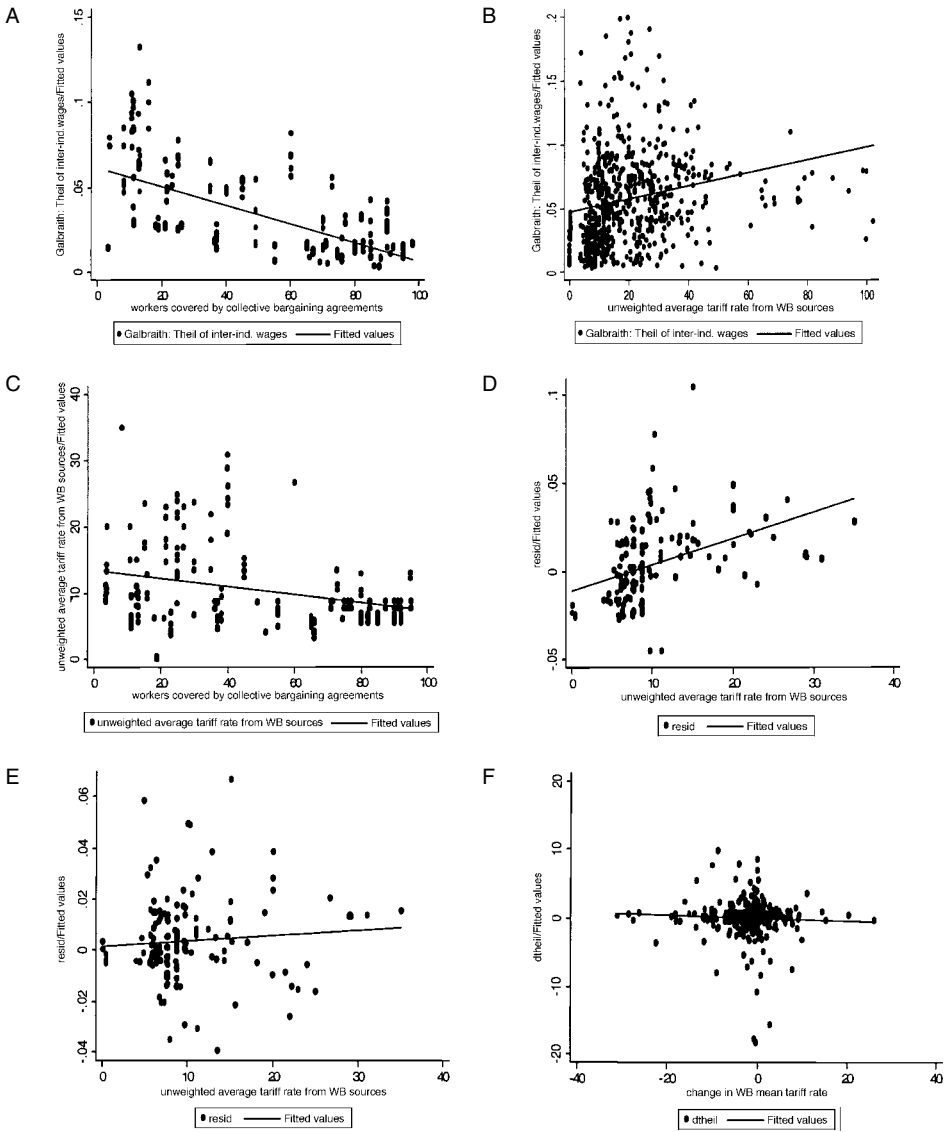 A
Galbraith: Theil of inter-ind.wages/Fitted values
.15
.1
.05
0
0 20 40 60 80 100
workers covered by collective bargaining agreements
Galbraith: Theil of inter-ind. wages Fitted values
B
Galbraith: Theil of inter-ind.wages/Fitted values
.2
.15
.1
.05
0
0 20 40 60 80 100
unweighted average tariff rate from WB sources
Galbraith: Theil of inter-ind. wages Fitted values
C
unweighted average tariff rate from WB sources/Fitted values
40
30
20
10
0
0 20 40 60 80 100
workers covered by collective bargaining agreements
unweighted average tariff rate from WB sources Fitted values
D
resid/Fitted values
.1
.05
0
-.05
0 10 20 30 40
unweighted average tariff rate from WB sources
resid Fitted values
E
resid/Fitted values
.06
.04
.02
0
-.02
-.04
0 10 20 30 40
unweighted average tariff rate from WB sources
resid Fitted values
F
dtheil/Fitted values
20
10
0
-10
-20
-40 -20 0 20 40
change in WB mean tariff rate
dtheil Fitted values